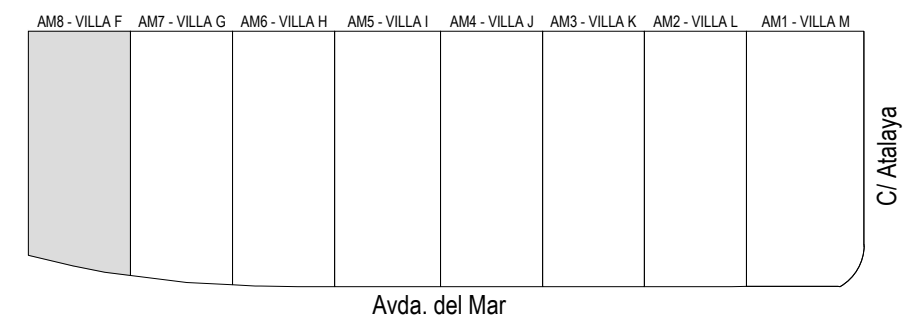 AM8 - VILLA F
AM7 - VILLA G
AM6 - VILLA H
AM5 - VILLA I
AM4 - VILLA J
AM3 - VILLA K
AM2 - VILLA L
AM1 - VILLA M
C/ Atalaya
Avda. del Mar